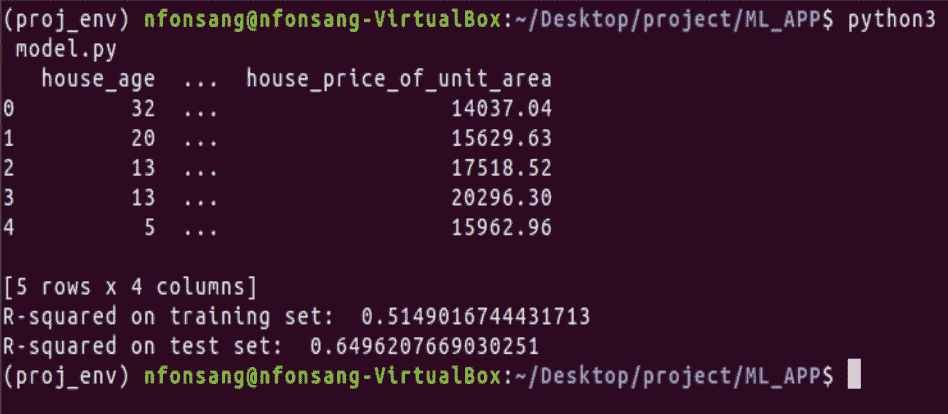 (proj_env) nfonsang@nfonsang-VirtualBox:~/Desktop/project/ML_APP$ python3
model.py
house_age ... house_price_of_unit_area
0 32 ... 14037.04
1 20 ... 15629.63
2 13 ... 17518.52
3 13 ... 20296.30
4 5 ... 15962.96
[5 rows x 4 columns]
R-squared on training set: 0.5149016744431713
R-squared on test set: 0.6496207669030251
(proj_env) nfonsang@nfonsang-VirtualBox:~/Desktop/project/ML_APP$